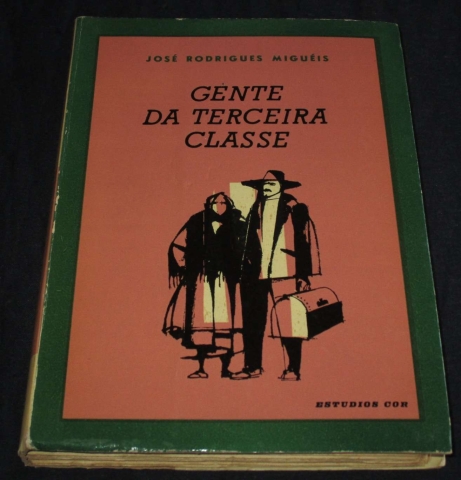 JOSÉ RODRIGUES MIGUÉIS
GENTE
DA TERCEIRA
CLASSE
ESTUDIOS COR